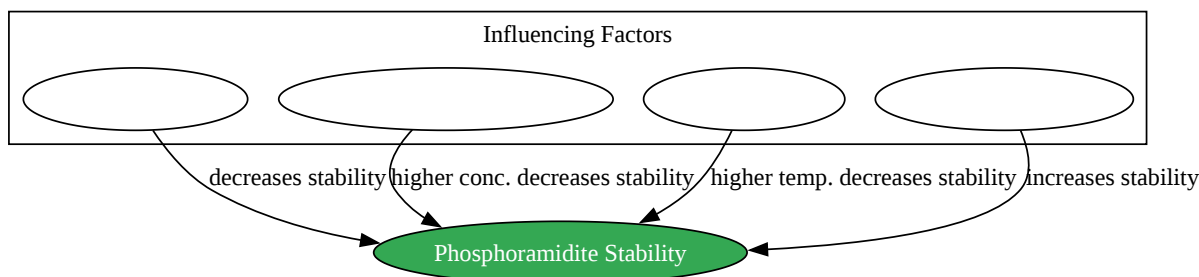 Influencing Factors
decreases stability
higher conc. decreases stability
higher temp. decreases stability
increases stability
Phosphoramidite Stability